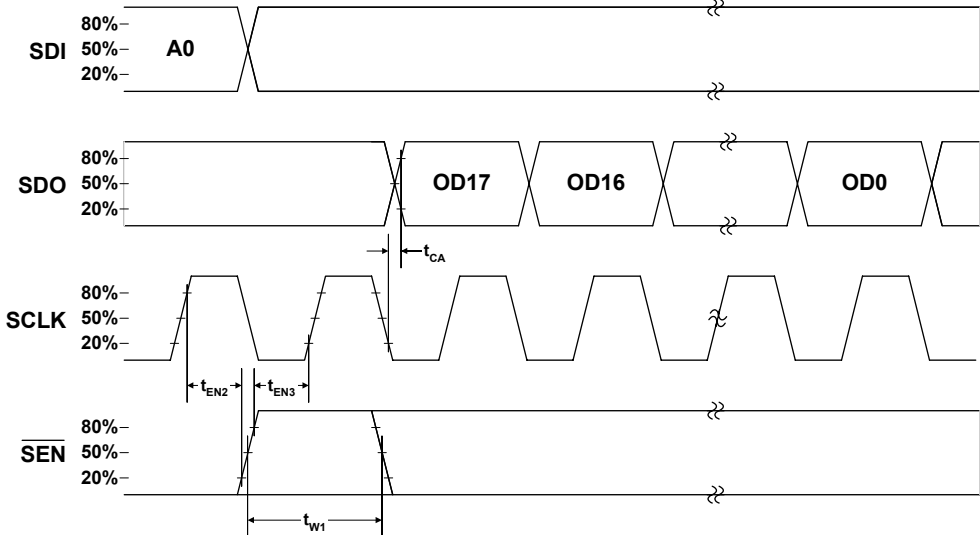 80%
SDI 50% A0
20%
80%
SDO 50% OD17 OD16 OD0
20%
tCA
80%
SCLK 50%
20%
tEN2 tEN3
80%
SEN 50%
20%
tW1